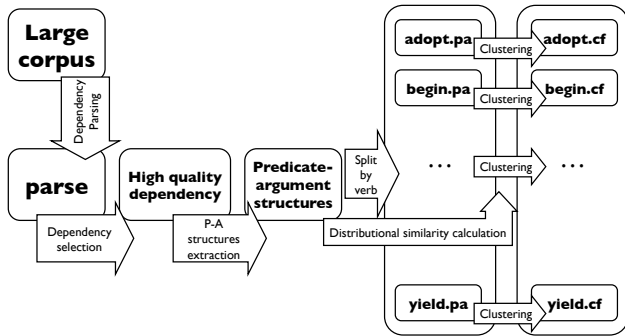 Large
corpus
Dependency
Parsing
parse
Dependency
selection
High quality
dependency
P-A
structures
extraction
Predicate-
argument
structures
Split
by
verb
Distributional similarity calculation
adopt.pa
Clustering
adopt.cf
begin.pa
Clustering
begin.cf
...
Clustering
...
yield.pa
Clustering
yield.cf